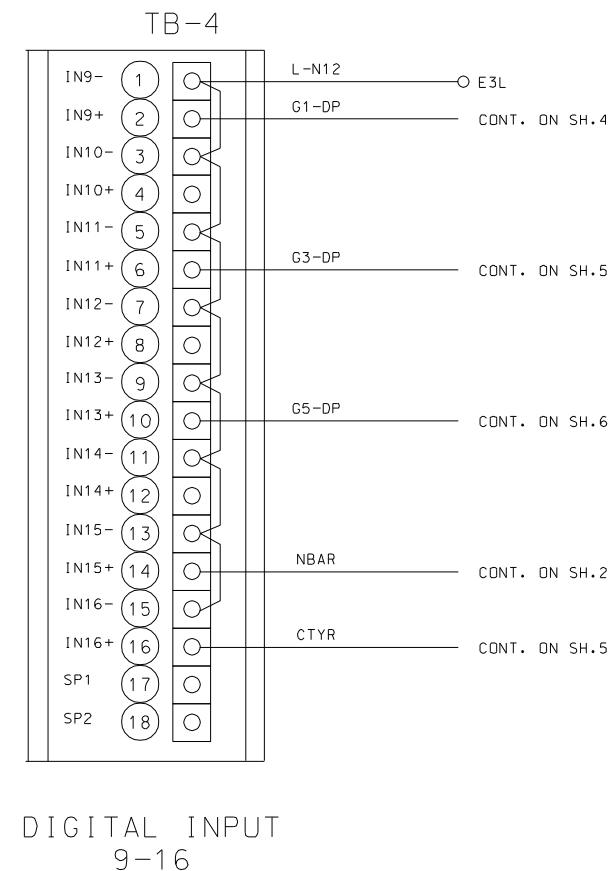 TB-4
IN9- 1 L-N12 E3L
IN9+ 2 G1-DP CONT. ON SH.4
IN10- 3
IN10+ 4
IN11- 5
IN11+ 6 G3-DP CONT. ON SH.5
IN12- 7
IN12+ 8
IN13- 9
IN13+ 10 G5-DP CONT. ON SH.6
IN14- 11
IN14+ 12
IN15- 13
IN15+ 14 NBAR CONT. ON SH.2
IN16- 15
IN16+ 16 CTYR CONT. ON SH.5
SP1 17
SP2 18
DIGITAL INPUT
9-16